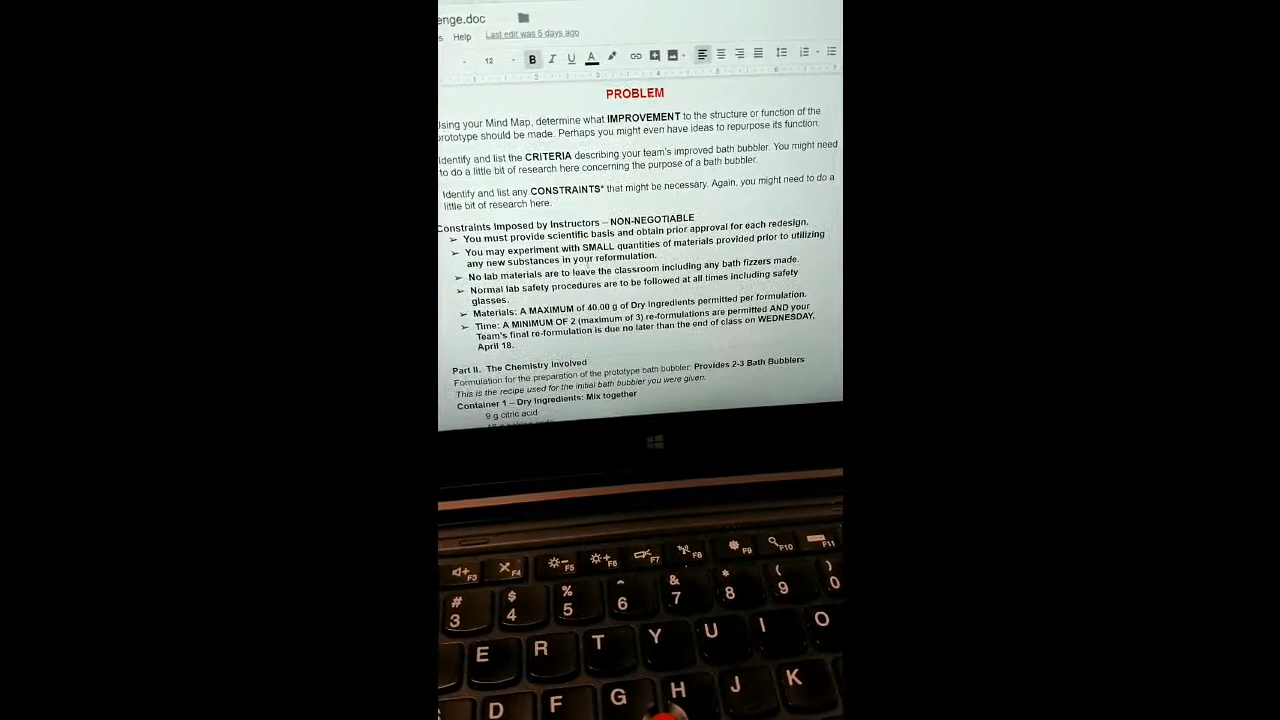 enge.doc
Help Last edit was 5 days ago
12 B I U A
1 2 3 4 5 6 7
PROBLEM
Using your Mind Map, determine what IMPROVEMENT to the structure or function of the
prototype should be made. Perhaps you might even have ideas to repurpose its function.
Identify and list the CRITERIA describing your team's improved bath bubbler. You might need
to do a little bit of research here concerning the purpose of a bath bubbler.
Identify and list any CONSTRAINTS* that might be necessary. Again, you might need to do a
little bit of research here.
Constraints Imposed by Instructors – NON-NEGOTIABLE
➢ You must provide scientific basis and obtain prior approval for each redesign.
➢ You may experiment with SMALL quantities of materials provided prior to utilizing
any new substances in your reformulation.
➢ No lab materials are to leave the classroom including any bath fizzers made.
➢ Normal lab safety procedures are to be followed at all times including safety
glasses.
➢ Materials: A MAXIMUM of 40.00 g of Dry Ingredients permitted per formulation.
➢ Time: A MINIMUM OF 2 (maximum of 3) re-formulations are permitted AND your
Team's final re-formulation is due no later than the end of class on WEDNESDAY,
April 18.
Part II. The Chemistry Involved
Formulation for the preparation of the prototype bath bubbler: Provides 2-3 Bath Bubblers
This is the recipe used for the initial bath bubbler you were given.
Container 1 – Dry Ingredients: Mix together
9 g citric acid
F3 F4 F5 F6 F7 F8 F9 F10 F11
# $ % ^ & * ( )
3 4 5 6 7 8 9 0
E R T Y U I O
D F G H J K